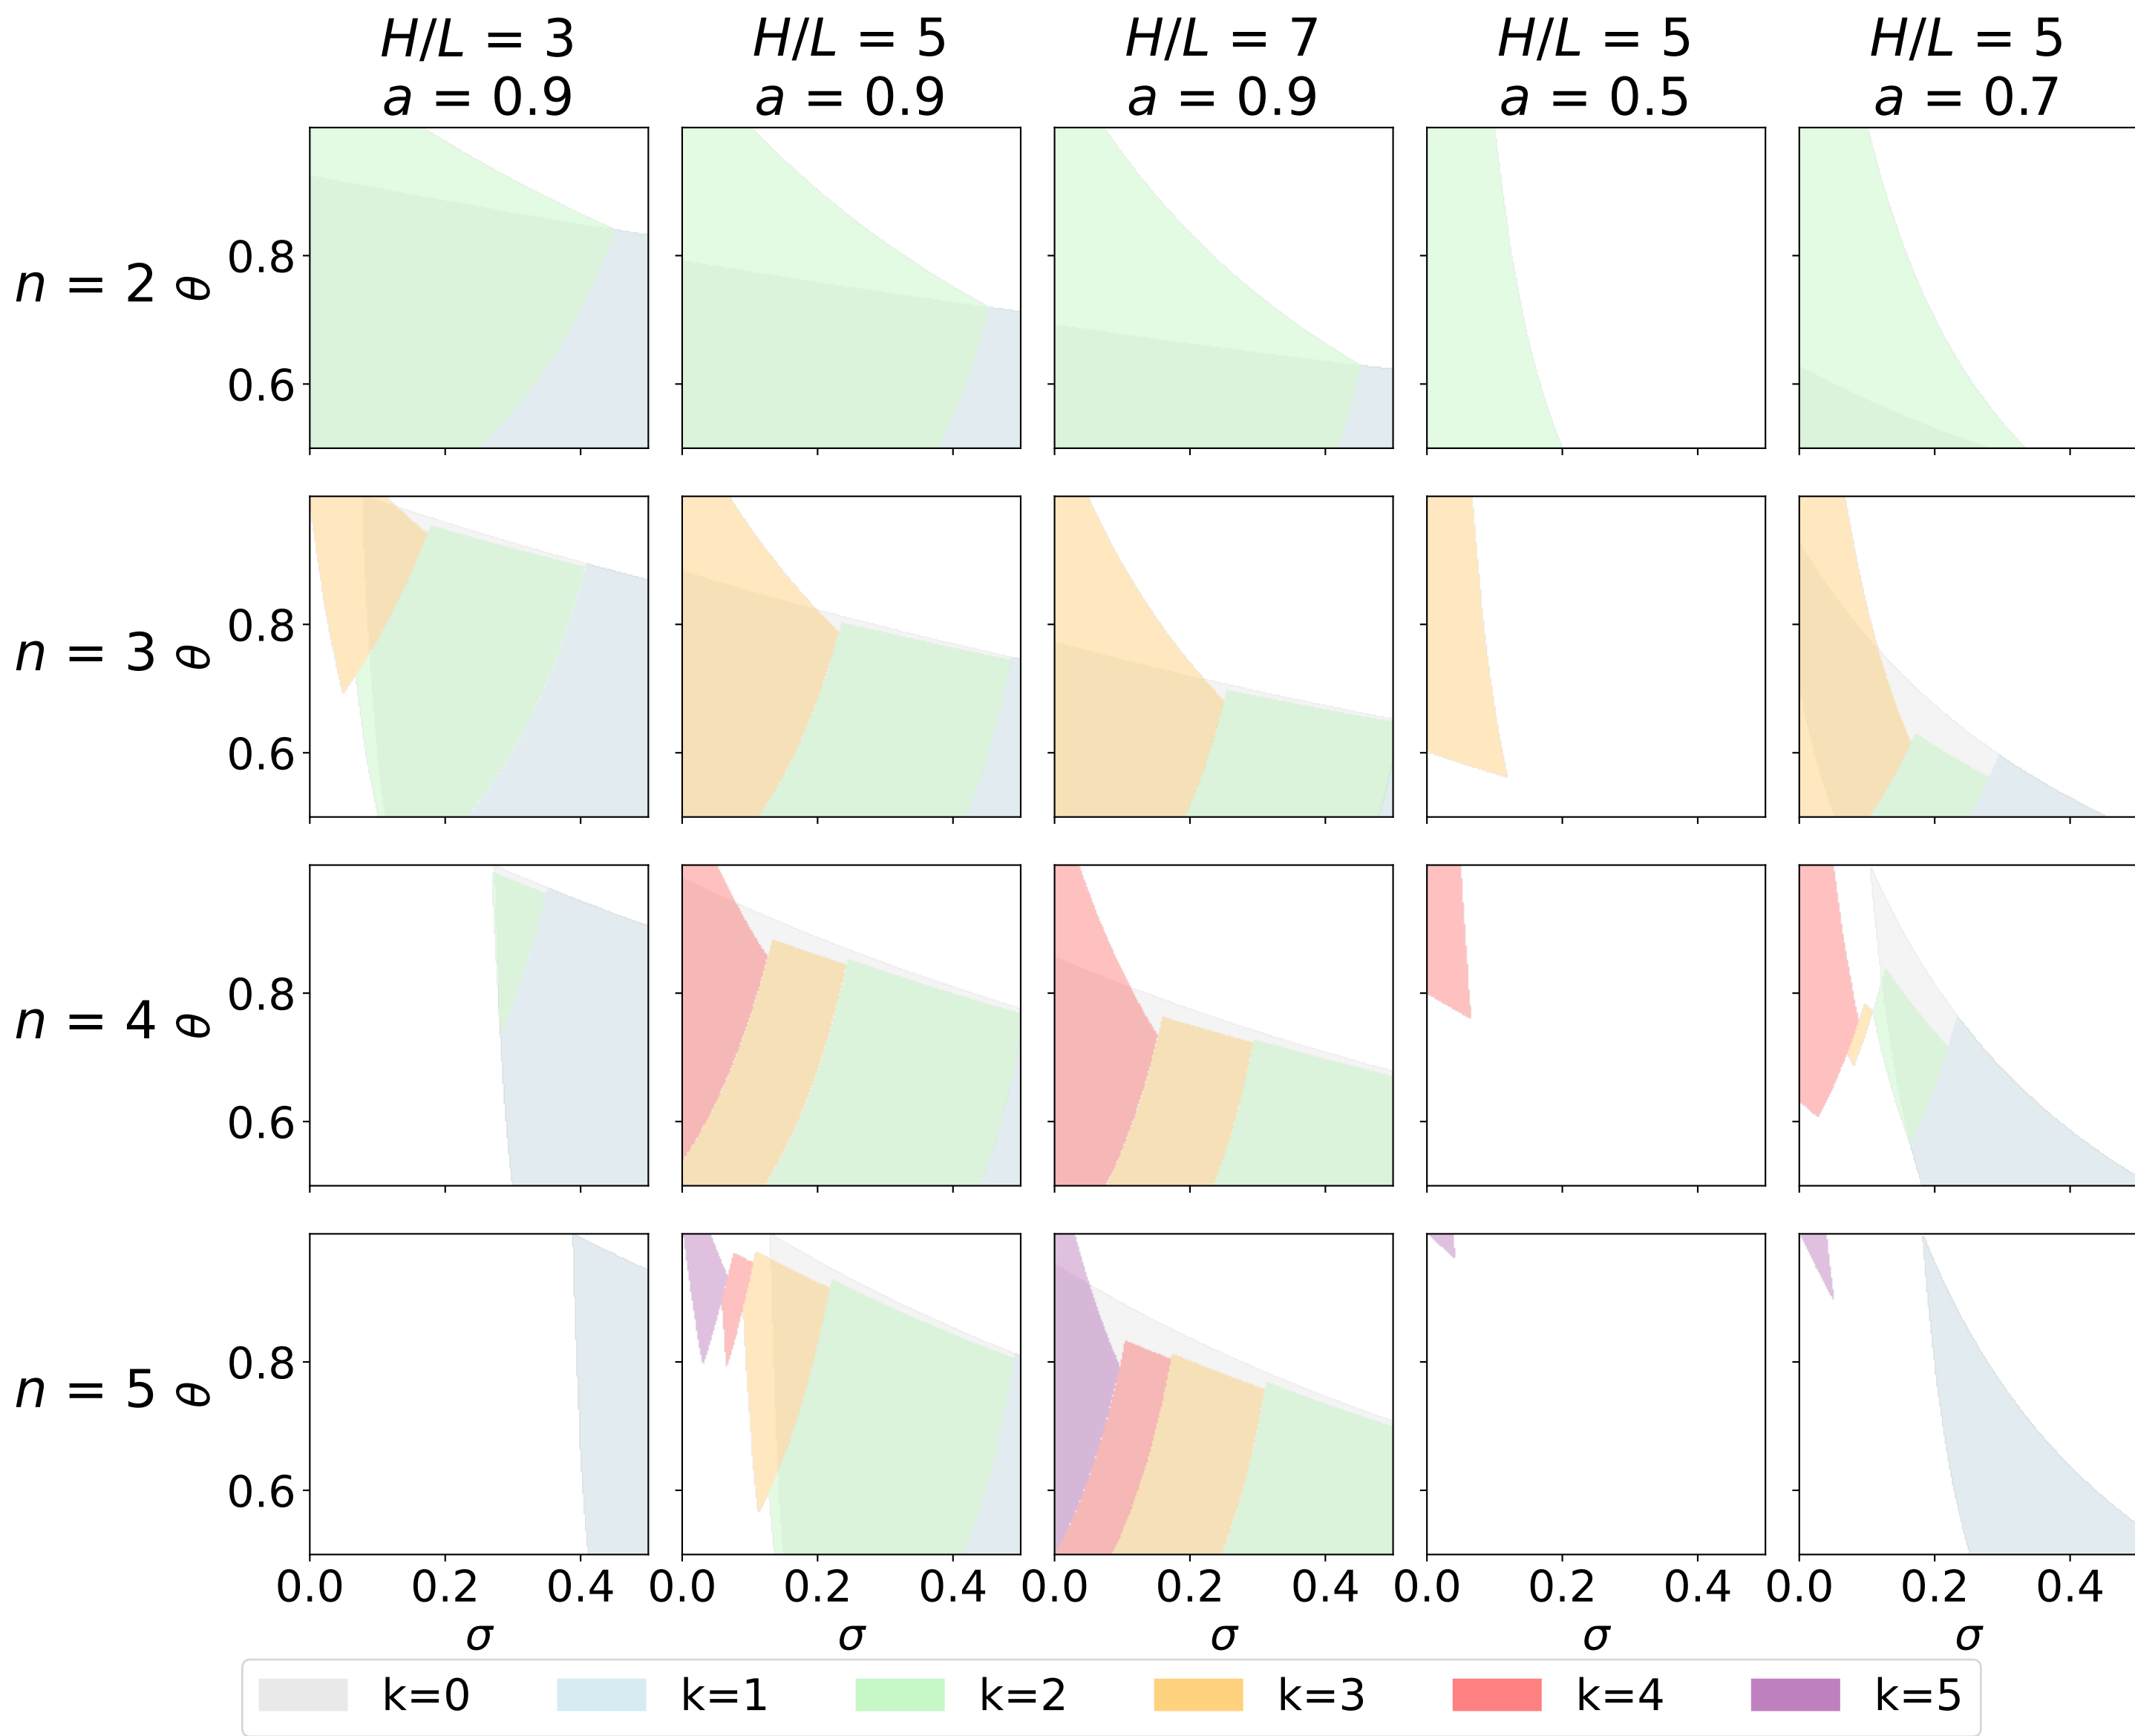 H/L = 3
a = 0.9
H/L = 5
a = 0.9
H/L = 7
a = 0.9
H/L = 5
a = 0.5
H/L = 5
a = 0.7
n = 2
θ
0.8
0.6
n = 3
θ
0.8
0.6
n = 4
θ
0.8
0.6
n = 5
θ
0.8
0.6
0.0 0.2 0.4
0.0 0.2 0.4
0.0 0.2 0.4
0.0 0.2 0.4
0.0 0.2 0.4
σ σ σ σ σ
k=0 k=1 k=2 k=3 k=4 k=5